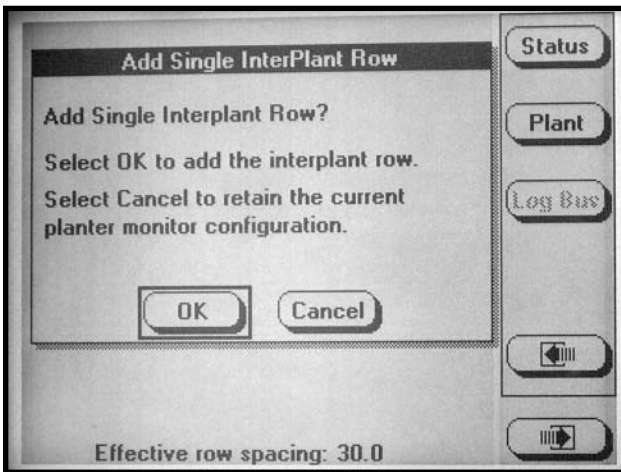 Add Single InterPlant Row
Add Single Interplant Row?
Select OK to add the interplant row.
Select Cancel to retain the current
planter monitor configuration.
OK
Cancel
Effective row spacing: 30.0
Status
Plant
Log Bus